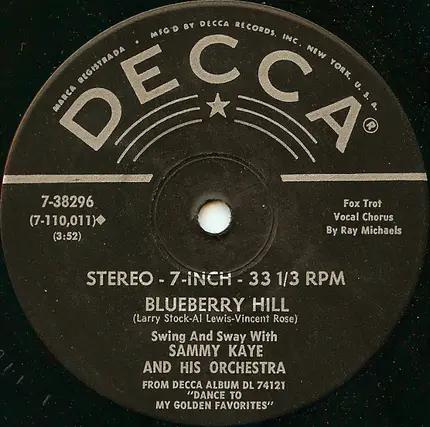 MARCA REGISTRADA • MFG'D BY DECCA RECORDS, INC., NEW YORK, U. S. A.
DECCA®
7-38296
(7-110,011)◆
(3:52)
Fox Trot
Vocal Chorus
By Ray Michaels
STEREO - 7-INCH - 33 1/3 RPM
BLUEBERRY HILL
(Larry Stock-Al Lewis-Vincent Rose)
Swing And Sway With
SAMMY KAYE
AND HIS ORCHESTRA
FROM DECCA ALBUM DL 74121
"DANCE TO
MY GOLDEN FAVORITES"